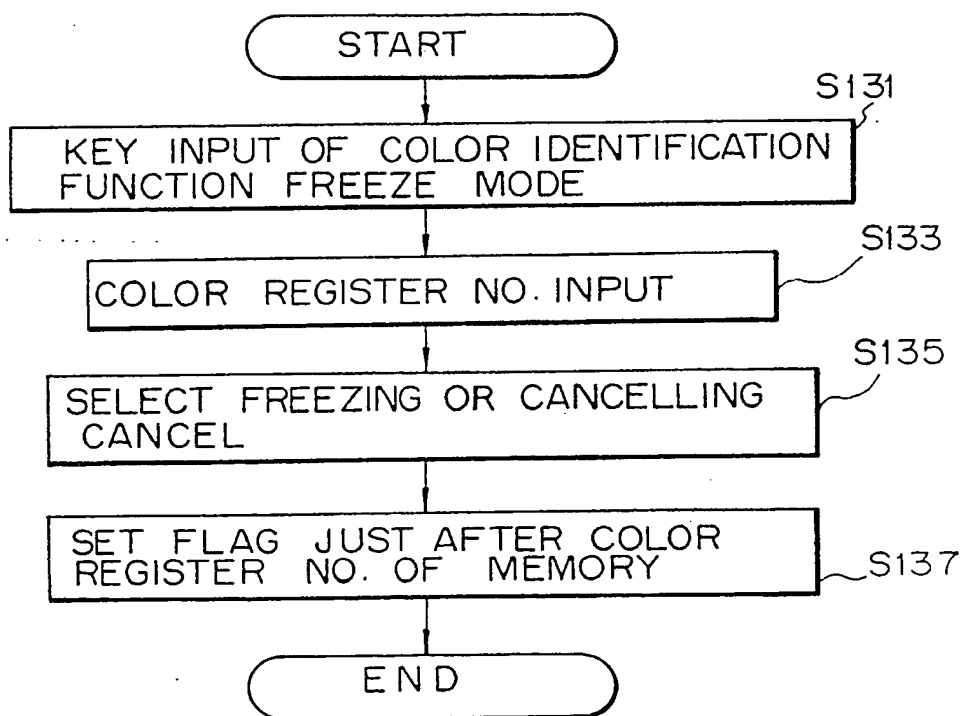 START
S131
KEY INPUT OF COLOR IDENTIFICATION
FUNCTION FREEZE MODE
S133
COLOR REGISTER NO. INPUT
S135
SELECT FREEZING OR CANCELLING
CANCEL
SET FLAG JUST AFTER COLOR
REGISTER NO. OF MEMORY
S137
END